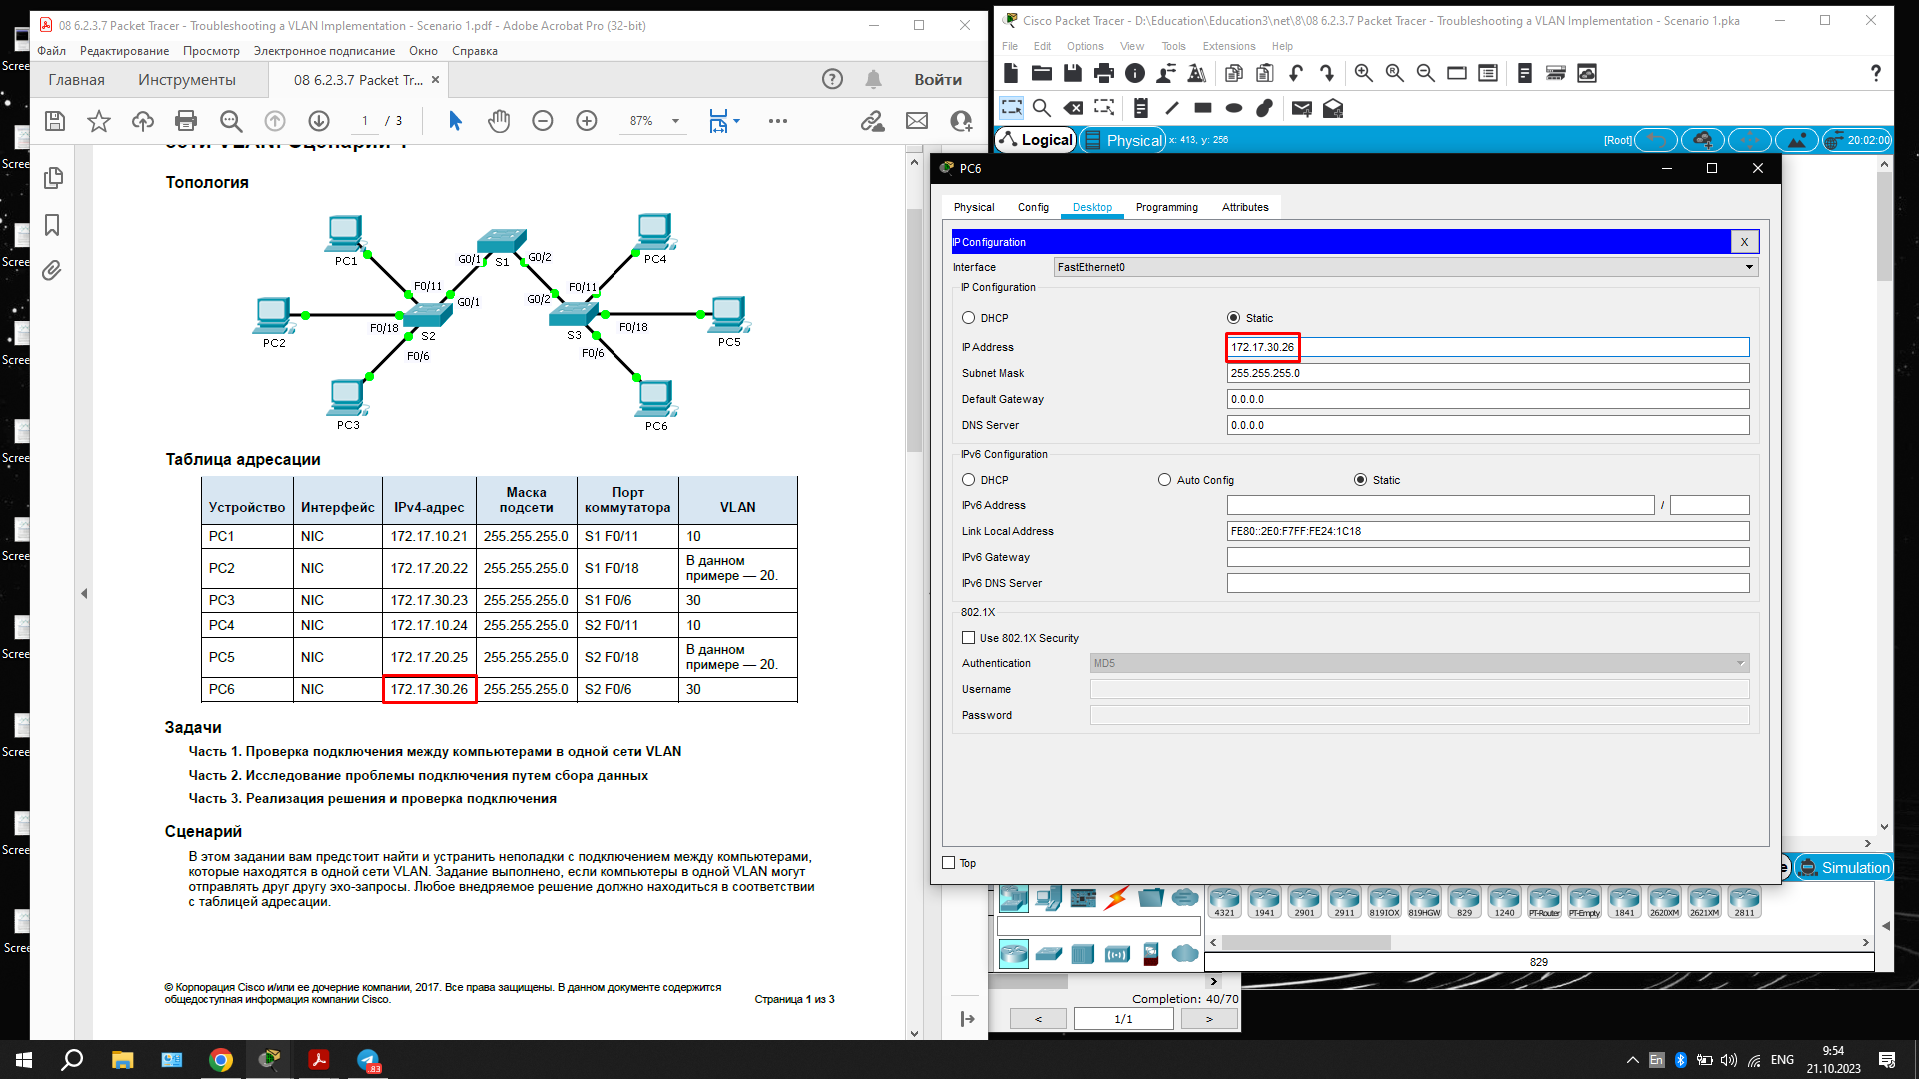 08 6.2.3.7 Packet Tracer - Troubleshooting a VLAN Implementation - Scenario 1.pdf - Adobe Acrobat Pro (32-bit)
Файл Редактирование Просмотр Электронное подписание Окно Справка
Главная Инструменты 08 6.2.3.7 Packet Tr... × Войти
1 / 3 87%
Топология
PC1
PC2
PC3
PC4
PC5
PC6
S1
S2
S3
G0/1
G0/2
F0/11
G0/1
F0/18
F0/6
G0/2
F0/11
F0/18
F0/6
Таблица адресации
Устройство Интерфейс IPv4-адрес Маска подсети Порт коммутатора VLAN
PC1 NIC 172.17.10.21 255.255.255.0 S1 F0/11 10
PC2 NIC 172.17.20.22 255.255.255.0 S1 F0/18 В данном примере — 20.
PC3 NIC 172.17.30.23 255.255.255.0 S1 F0/6 30
PC4 NIC 172.17.10.24 255.255.255.0 S2 F0/11 10
PC5 NIC 172.17.20.25 255.255.255.0 S2 F0/18 В данном примере — 20.
PC6 NIC 172.17.30.26 255.255.255.0 S2 F0/6 30
Задачи
Часть 1. Проверка подключения между компьютерами в одной сети VLAN
Часть 2. Исследование проблемы подключения путем сбора данных
Часть 3. Реализация решения и проверка подключения
Сценарий
В этом задании вам предстоит найти и устранить неполадки с подключением между компьютерами,
которые находятся в одной сети VLAN. Задание выполнено, если компьютеры в одной VLAN могут
отправлять друг другу эхо-запросы. Любое внедряемое решение должно находиться в соответствии
с таблицей адресации.
© Корпорация Cisco и/или ее дочерние компании, 2017. Все права защищены. В данном документе содержится
общедоступная информация компании Cisco. Страница 1 из 3
Cisco Packet Tracer - D:\Education\Education3\net\8\08 6.2.3.7 Packet Tracer - Troubleshooting a VLAN Implementation - Scenario 1.pka
File Edit Options View Tools Extensions Help
Logical Physical x: 413, y: 256 [Root] 20:02:00
PC6
Physical Config Desktop Programming Attributes
IP Configuration X
Interface FastEthernet0
IP Configuration
DHCP Static
IP Address 172.17.30.26
Subnet Mask 255.255.255.0
Default Gateway 0.0.0.0
DNS Server 0.0.0.0
IPv6 Configuration
DHCP Auto Config Static
IPv6 Address /
Link Local Address FE80::2E0:F7FF:FE24:1C18
IPv6 Gateway
IPv6 DNS Server
802.1X
Use 802.1X Security
Authentication MD5
Username
Password
Top
Simulation
4321 1941 2901 2911 819IOX 819HGW 829 1240 PT-Router PT-Empty 1841 2620XM 2621XM 2811
829
Completion: 40/70
< 1/1 >
Scree
Scree
Scree
Scree
Scree
Scree
Scree
Scree
Scree
Scree
83
En ENG 9:54
21.10.2023